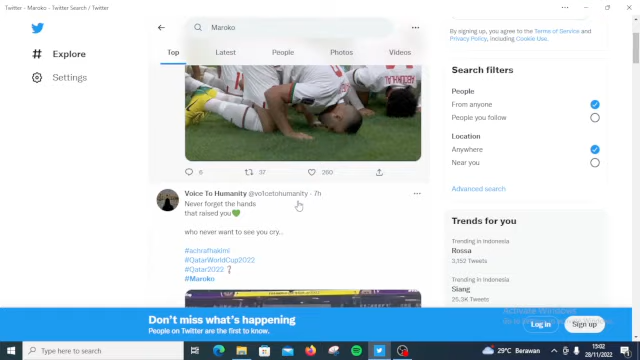 Twitter - Maroko - Twitter Search / Twitter
Explore
Settings
Maroko
Top
Latest
People
Photos
Videos
6
37
260
Voice To Humanity @vo1cetohumanity · 7h
Never forget the hands
that raised you💚
who never want to see you cry..
#achrafhakimi
#QatarWorldCup2022
#Qatar2022 ❔
#Maroko
By signing up, you agree to the Terms of Service and
Privacy Policy, including Cookie Use.
Search filters
People
From anyone
People you follow
Location
Anywhere
Near you
Advanced search
Trends for you
Trending in Indonesia
Rossa
Trending in Indonesia
Siang
25.3K Tweets
Activate Windows
Don't miss what's happening
People on Twitter are the first to know.
Log in
Sign up
Type here to search
29°C Berawan
15:02
28/11/2022